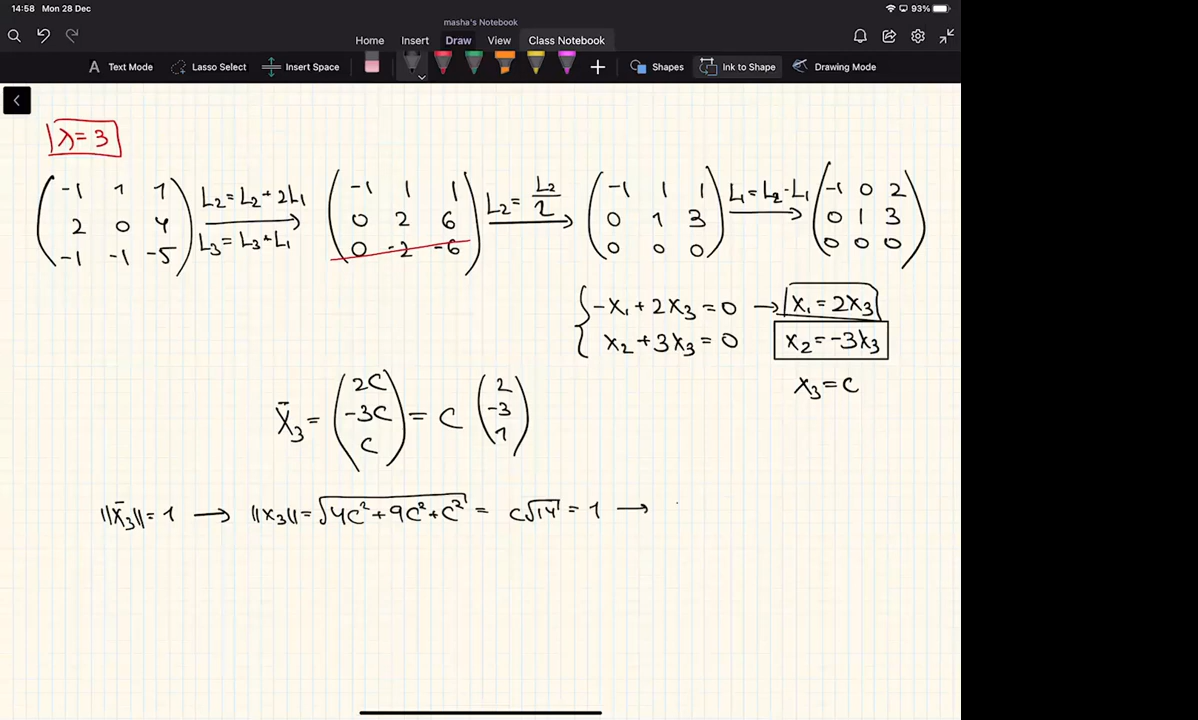 14:58 Mon 28 Dec
93%
masha's Notebook
Home Insert Draw View Class Notebook
Text Mode Lasso Select Insert Space Shapes Ink to Shape Drawing Mode
λ=3
-1 1 1 L2=L2+2L1 -1 1 1 L2=L2/2 -1 1 1 L1=L2-L1 -1 0 2
2 0 4 L3=L3+L1 0 2 6 0 1 3 0 1 3
-1 -1 -5 0 -2 -6 0 0 0 0 0 0
-x1+2x3=0 → x1=2x3
x2+3x3=0 x2=-3x3
x3=C
X̄3= (2C -3C C) = C (2 -3 1)
||x̄3||=1 → ||x3||=√4C²+9C²+C² = C√14=1 →